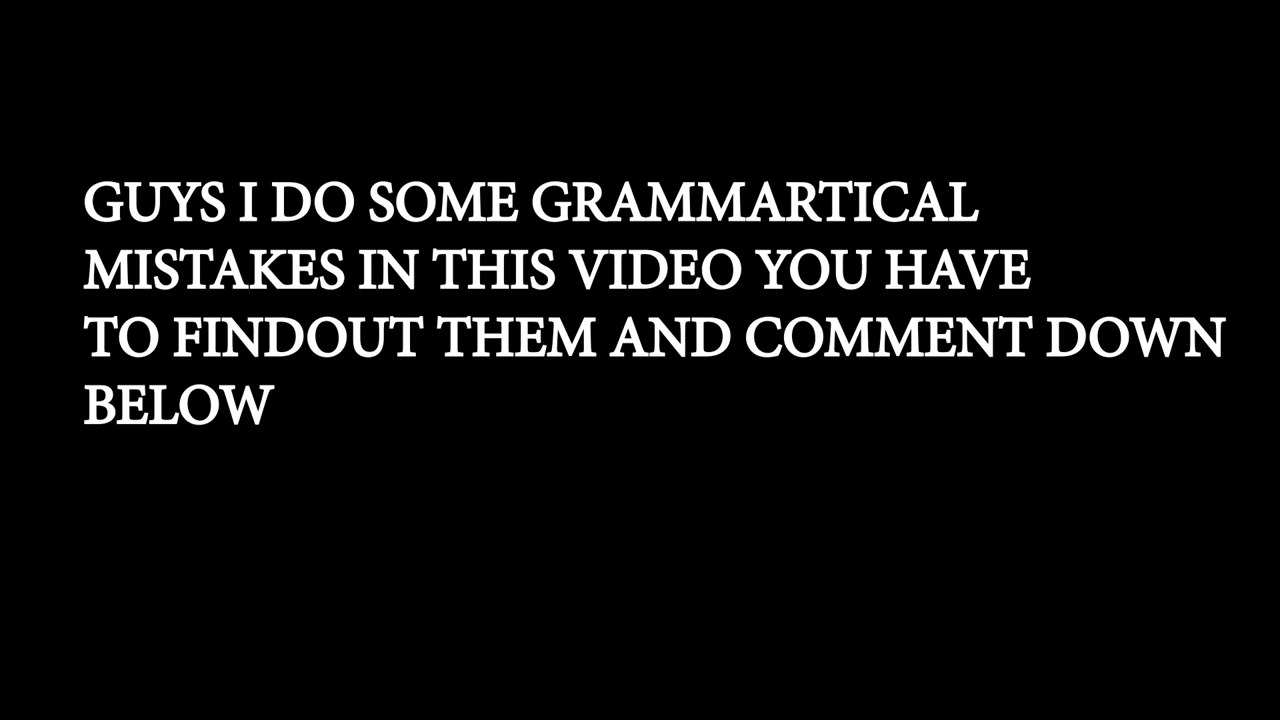 GUYS I DO SOME GRAMMARTICAL
MISTAKES IN THIS VIDEO YOU HAVE
TO FINDOUT THEM AND COMMENT DOWN
BELOW